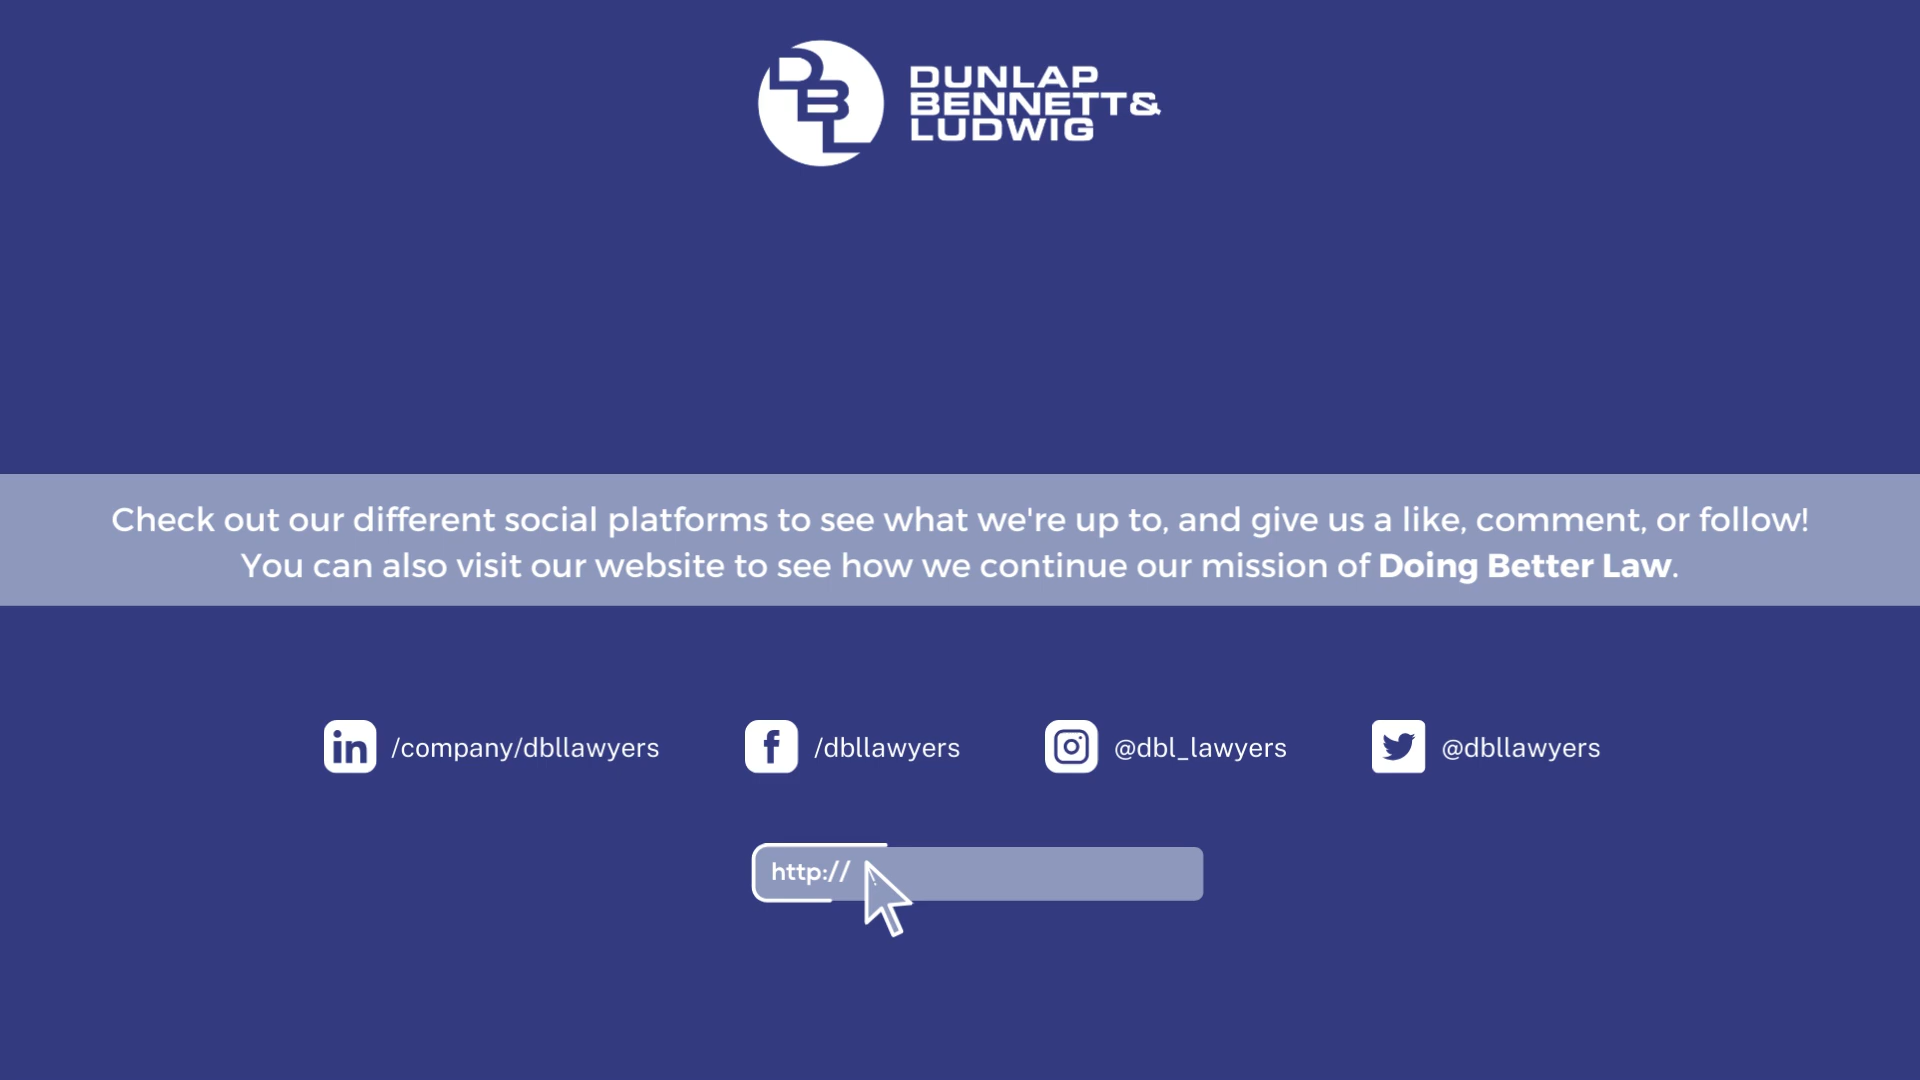 DBL
DUNLAP
BENNETT&
LUDWIG
Check out our different social platforms to see what we're up to, and give us a like, comment, or follow!
You can also visit our website to see how we continue our mission of Doing Better Law.
in /company/dbllawyers
f /dbllawyers
@dbl_lawyers
@dbllawyers
http://